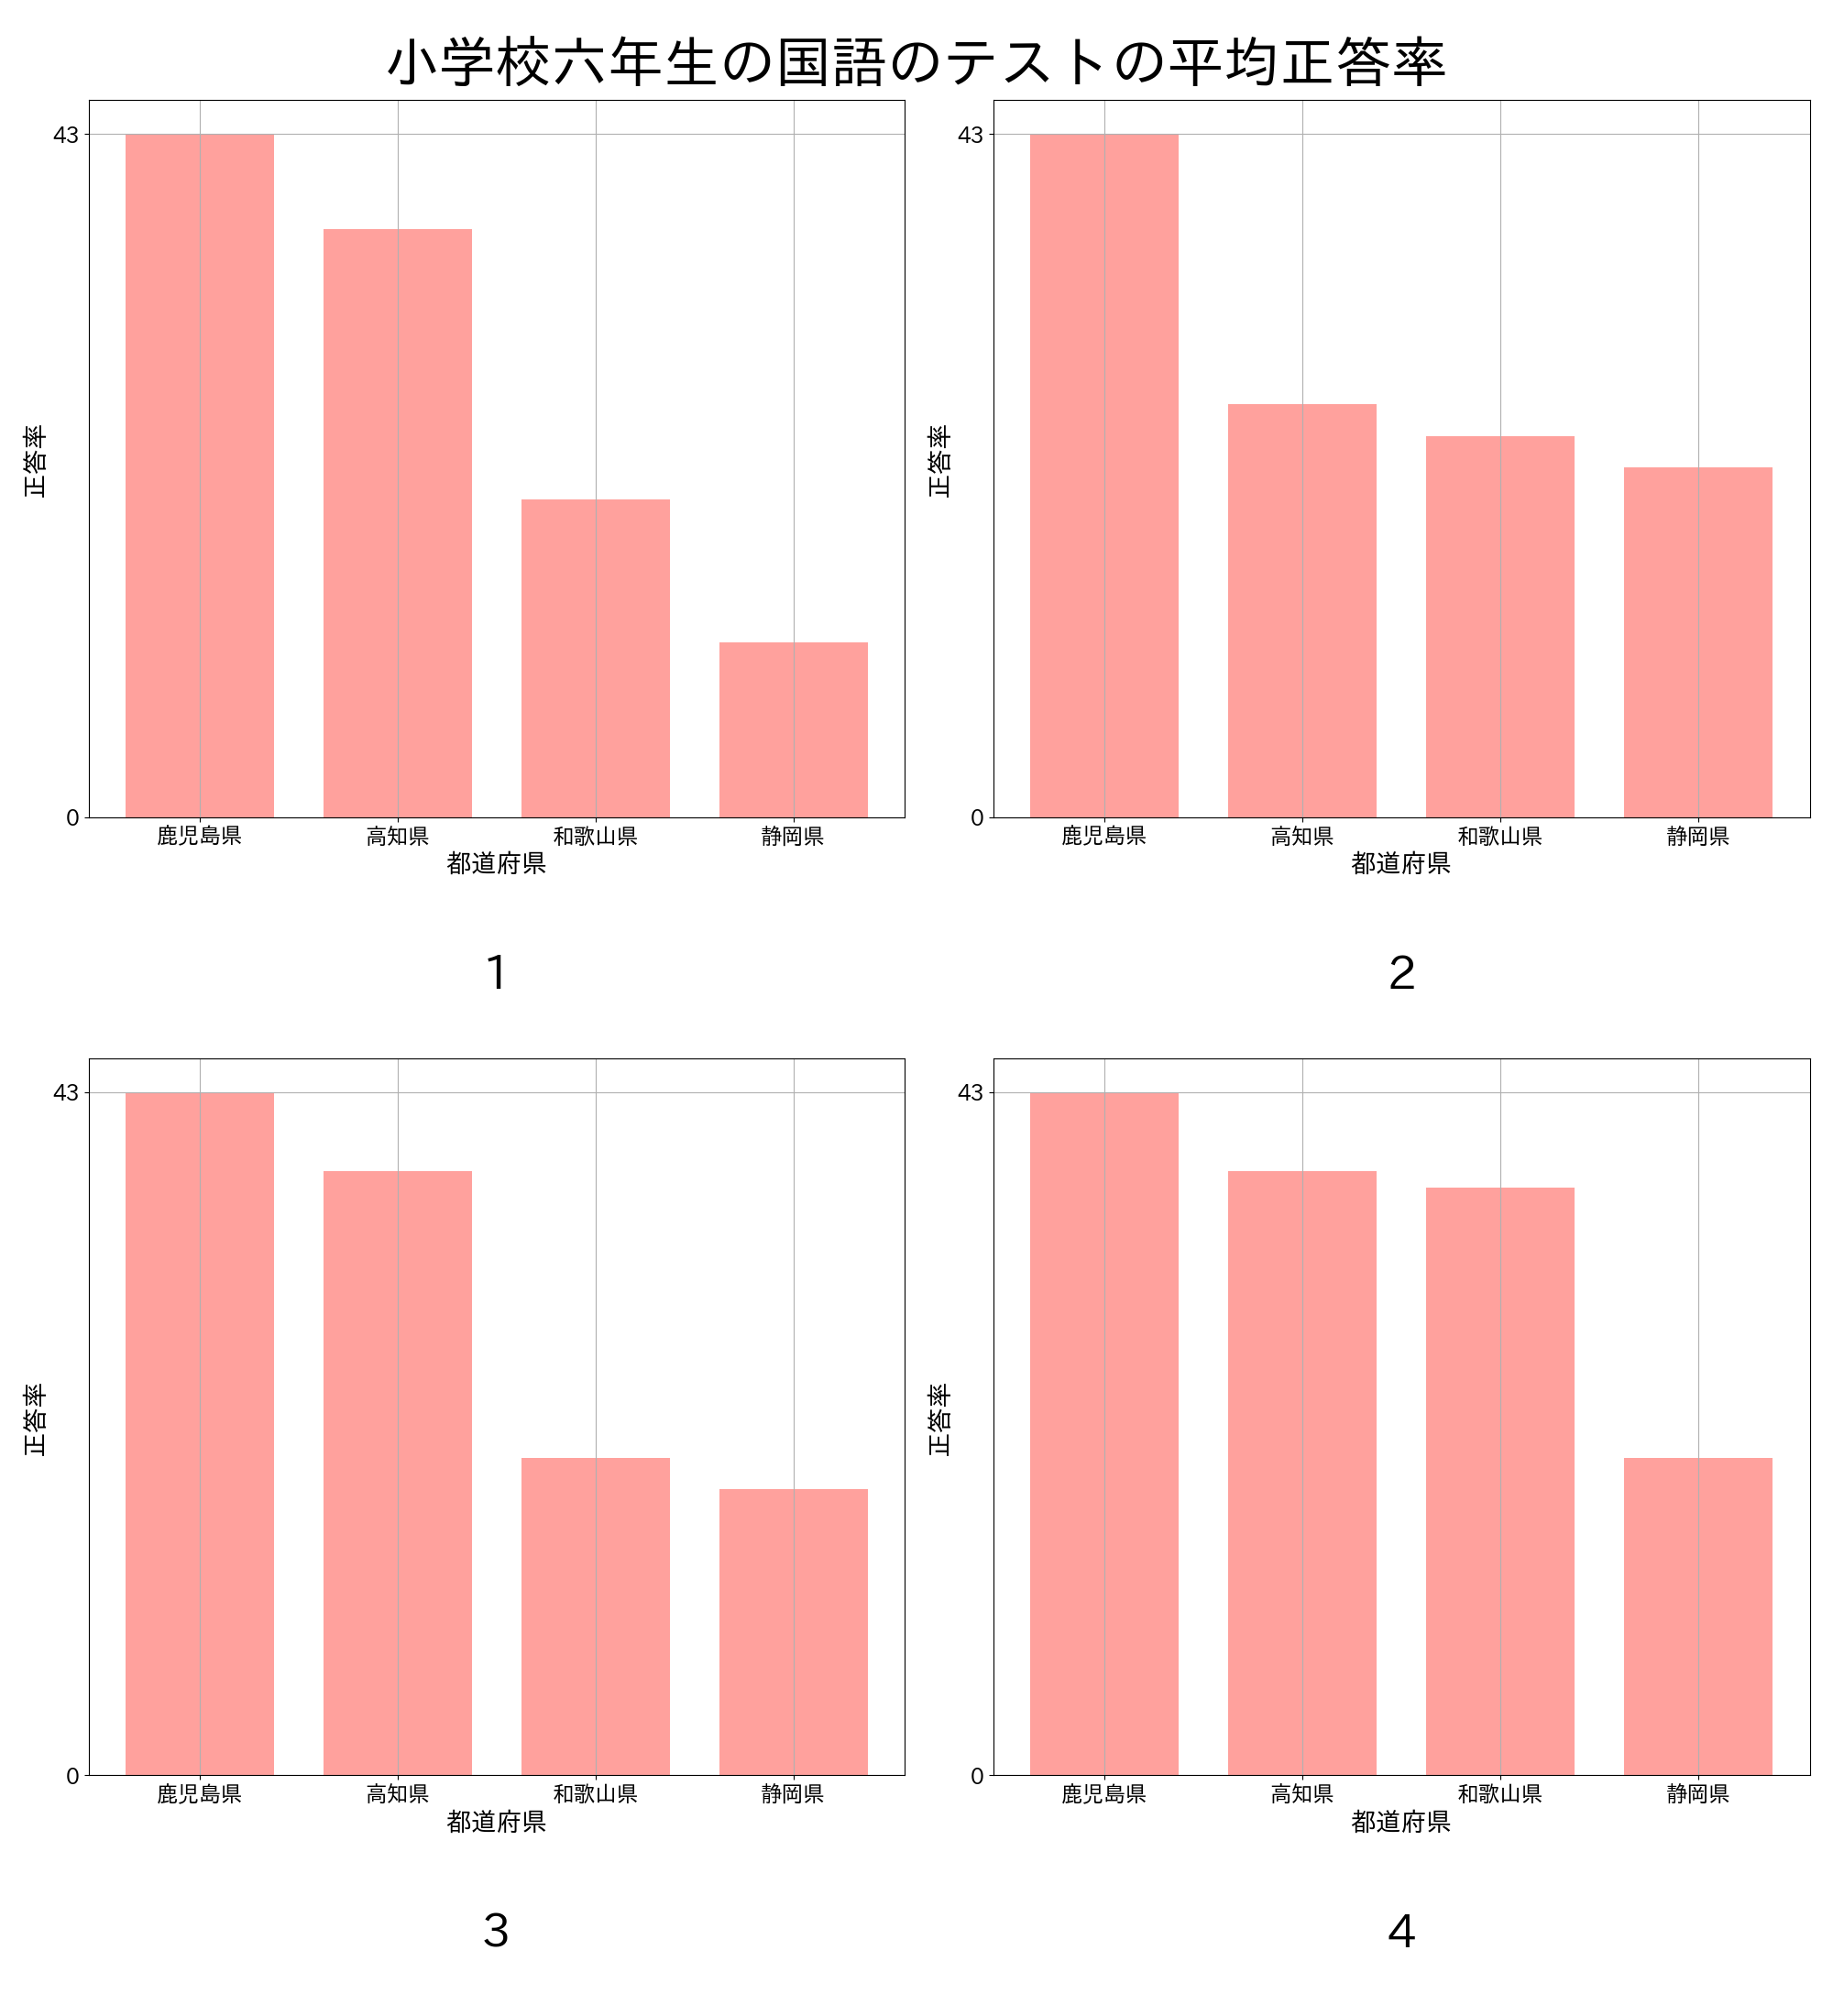 小学校六年生の国語のテストの平均正答率
43
正答率
0
鹿児島県 高知県 和歌山県 静岡県
都道府県
1
43
正答率
0
鹿児島県 高知県 和歌山県 静岡県
都道府県
2
43
正答率
0
鹿児島県 高知県 和歌山県 静岡県
都道府県
3
43
正答率
0
鹿児島県 高知県 和歌山県 静岡県
都道府県
4